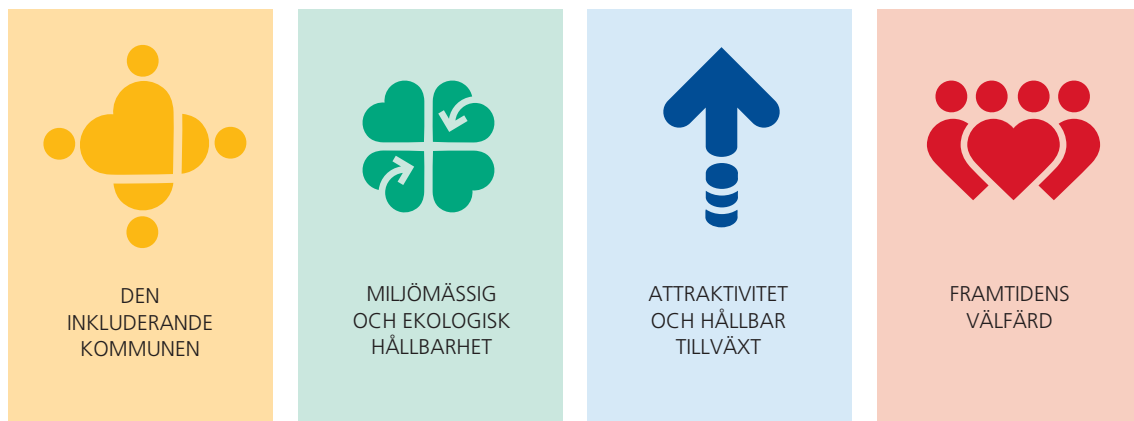 DEN
INKLUDERANDE
KOMMUNEN
MILJÖMÄSSIG
OCH EKOLOGISK
HÅLLBARHET
ATTRAKTIVITET
OCH HÅLLBAR
TILLVÄXT
FRAMTIDENS
VÄLFÄRD